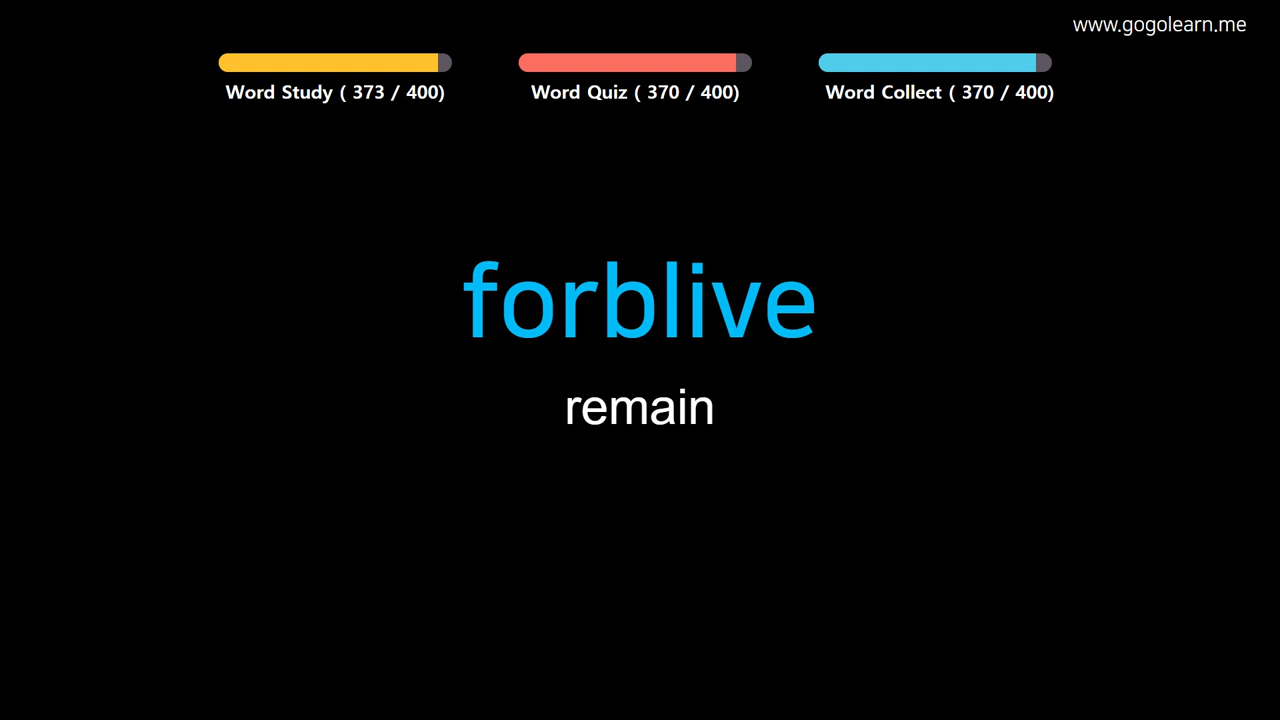 www.gogolearn.me
Word Study ( 373 / 400)
Word Quiz ( 370 / 400)
Word Collect ( 370 / 400)
forblive
remain